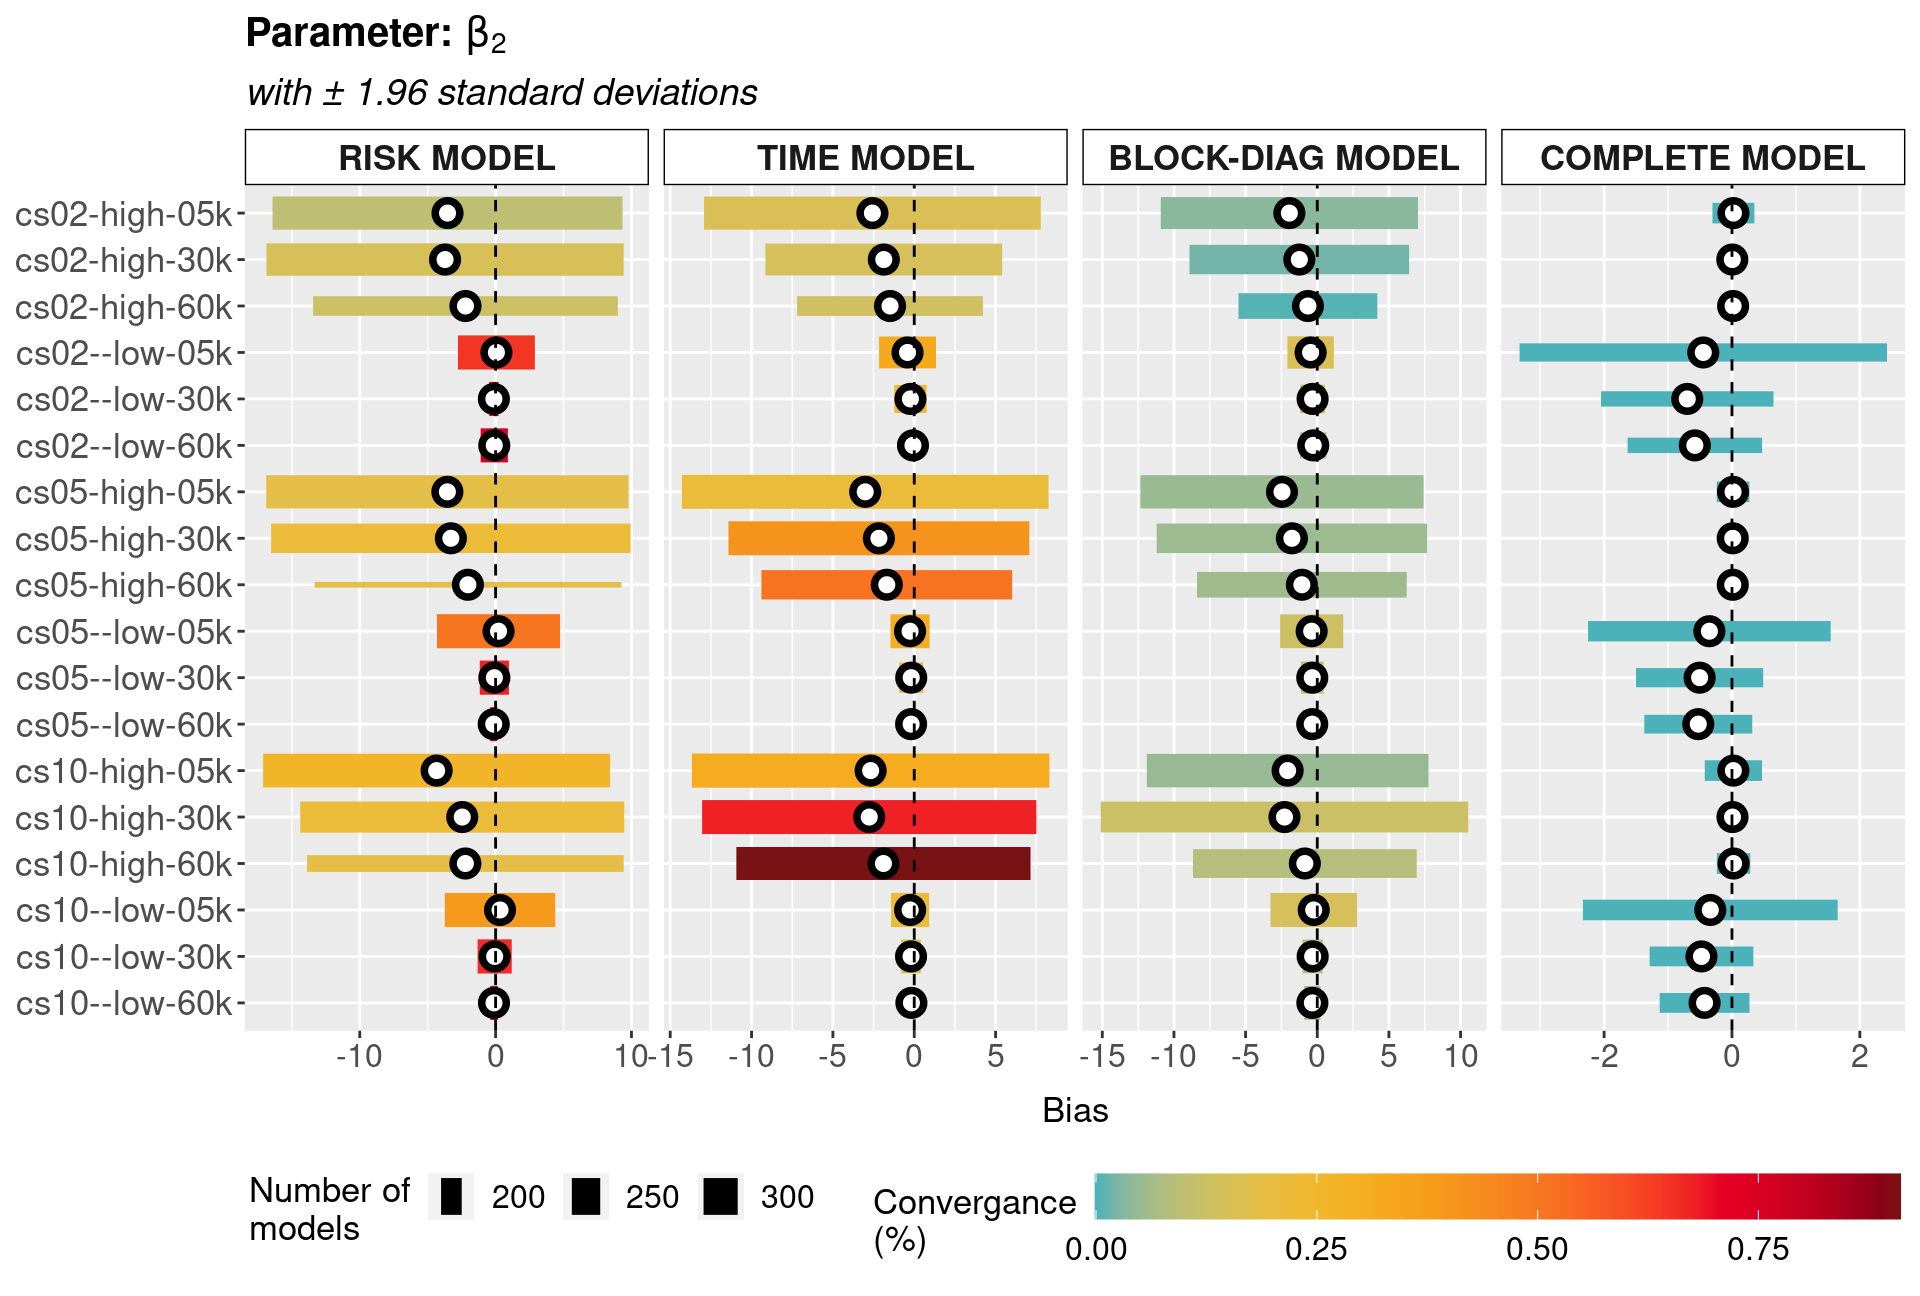 Parameter: β2
with ± 1.96 standard deviations
RISK MODEL
TIME MODEL
BLOCK-DIAG MODEL
COMPLETE MODEL
cs02-high-05k
cs02-high-30k
cs02-high-60k
cs02--low-05k
cs02--low-30k
cs02--low-60k
cs05-high-05k
cs05-high-30k
cs05-high-60k
cs05--low-05k
cs05--low-30k
cs05--low-60k
cs10-high-05k
cs10-high-30k
cs10-high-60k
cs10--low-05k
cs10--low-30k
cs10--low-60k
-10 0 10
-15 -10 -5 0 5
-15 -10 -5 0 5 10
-2 0 2
Bias
Number of
models
200 250 300
Convergance
(%)
0.00 0.25 0.50 0.75